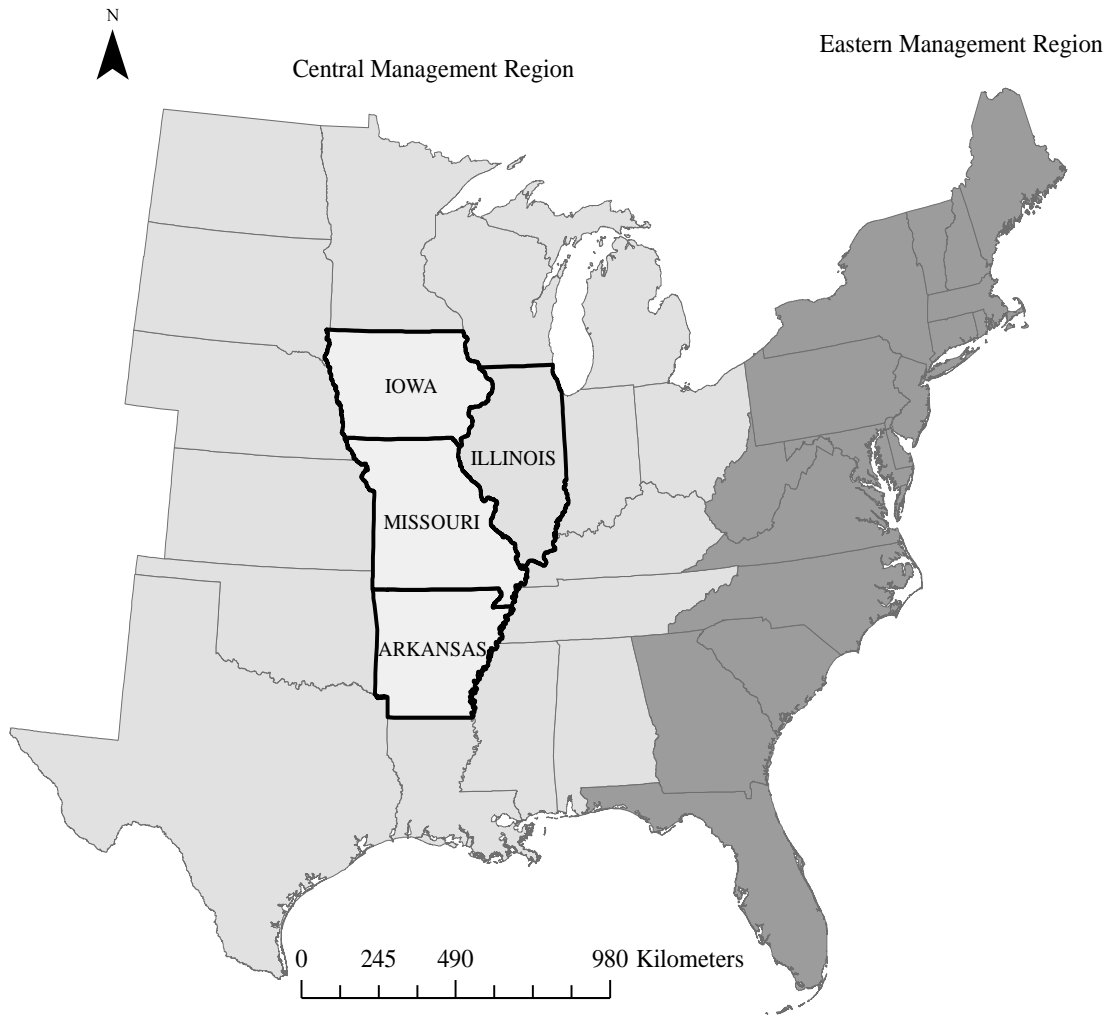 N
Eastern Management Region
Central Management Region
IOWA
ILLINOIS
MISSOURI
ARKANSAS
0 245 490 980 Kilometers